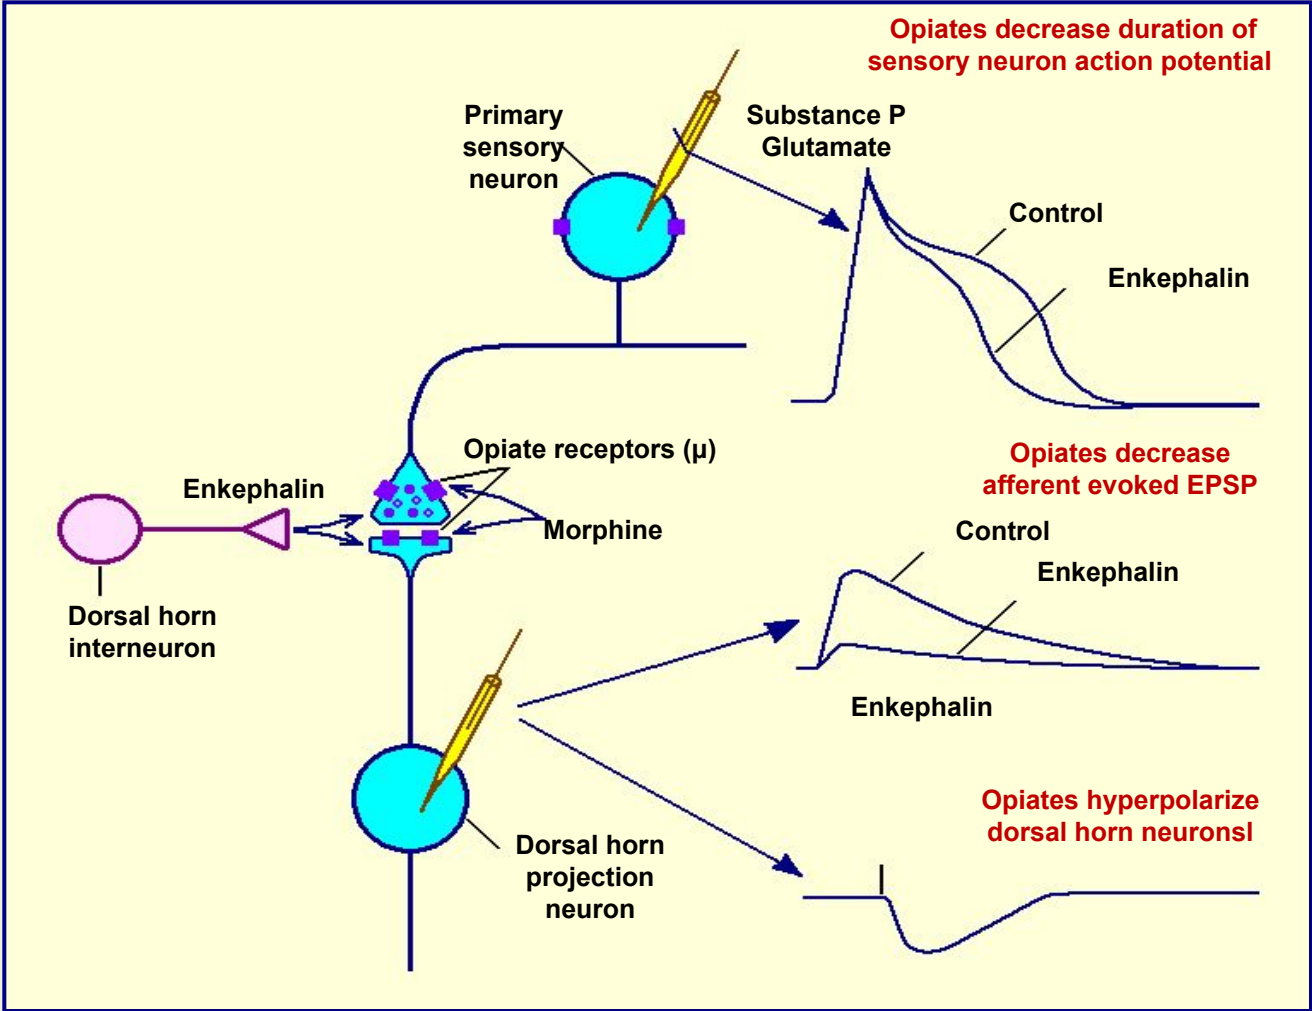 Opiates decrease duration of
sensory neuron action potential
Primary
sensory
neuron
Substance P
Glutamate
Control
Enkephalin
Opiate receptors (μ)
Enkephalin
Morphine
Dorsal horn
interneuron
Opiates decrease
afferent evoked EPSP
Control
Enkephalin
Enkephalin
Opiates hyperpolarize
dorsal horn neuronsl
Dorsal horn
projection
neuron